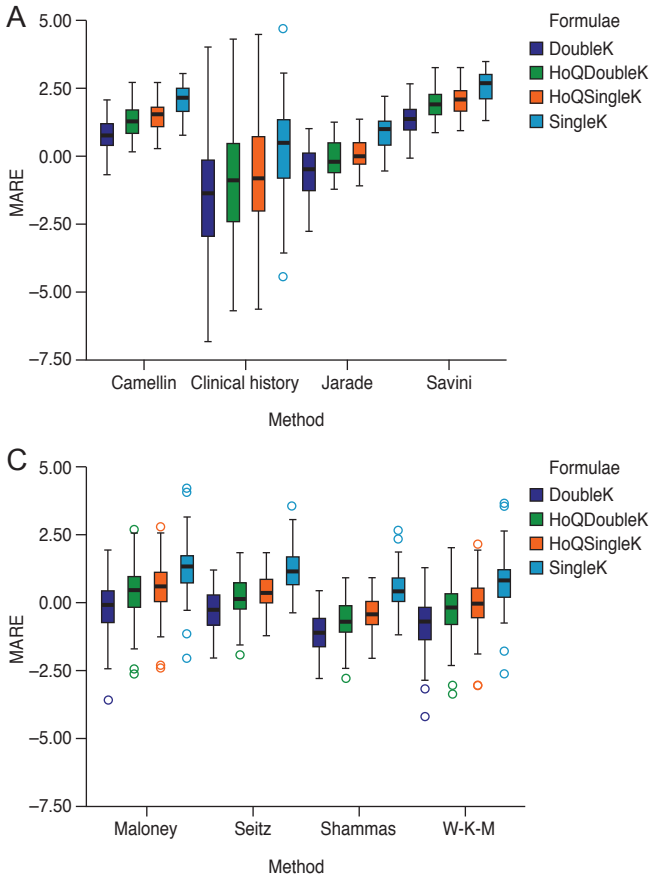 A
5.00
2.50
0.00
−2.50
−5.00
−7.50
MARE
Camellin Clinical history Jarade Savini
Method
Formulae
DoubleK
HoQDoubleK
HoQSingleK
SingleK
C
5.00
2.50
0.00
−2.50
−5.00
−7.50
MARE
Maloney Seitz Shammas W-K-M
Method
Formulae
DoubleK
HoQDoubleK
HoQSingleK
SingleK